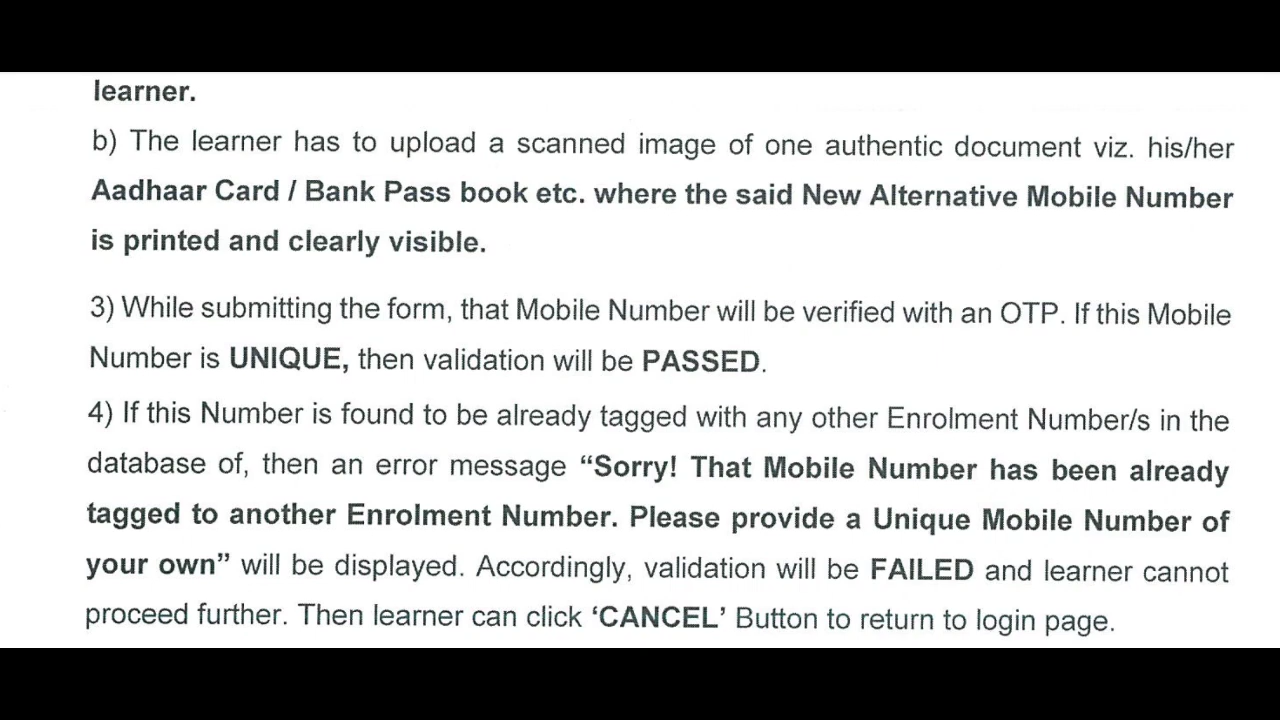 learner.
b) The learner has to upload a scanned image of one authentic document viz. his/her
Aadhaar Card / Bank Pass book etc. where the said New Alternative Mobile Number
is printed and clearly visible.
3) While submitting the form, that Mobile Number will be verified with an OTP. If this Mobile
Number is UNIQUE, then validation will be PASSED.
4) If this Number is found to be already tagged with any other Enrolment Number/s in the
database of, then an error message “Sorry! That Mobile Number has been already
tagged to another Enrolment Number. Please provide a Unique Mobile Number of
your own” will be displayed. Accordingly, validation will be FAILED and learner cannot
proceed further. Then learner can click ‘CANCEL’ Button to return to login page.